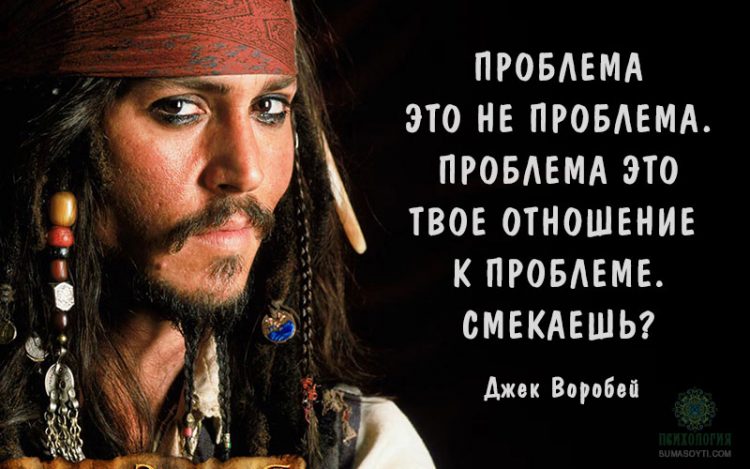 ПРОБЛЕМА
ЭТО НЕ ПРОБЛЕМА.
ПРОБЛЕМА ЭТО
ТВОЕ ОТНОШЕНИЕ
К ПРОБЛЕМЕ.
СМЕКАЕШЬ?
Джек Воробей
ПСИХОЛОГИЯ
SUMASOYTI.COM